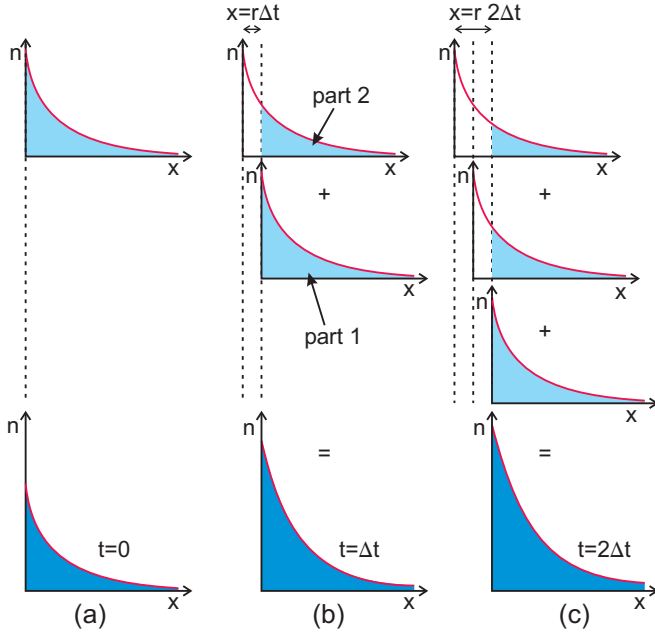 x=rΔt
x=r 2Δt
n
n
n
part 2
x
x
x
n
+
n
+
part 1
x
x
n
+
x
n
n
n
=
=
t=0
t=Δt
t=2Δt
x
x
x
(a)
(b)
(c)